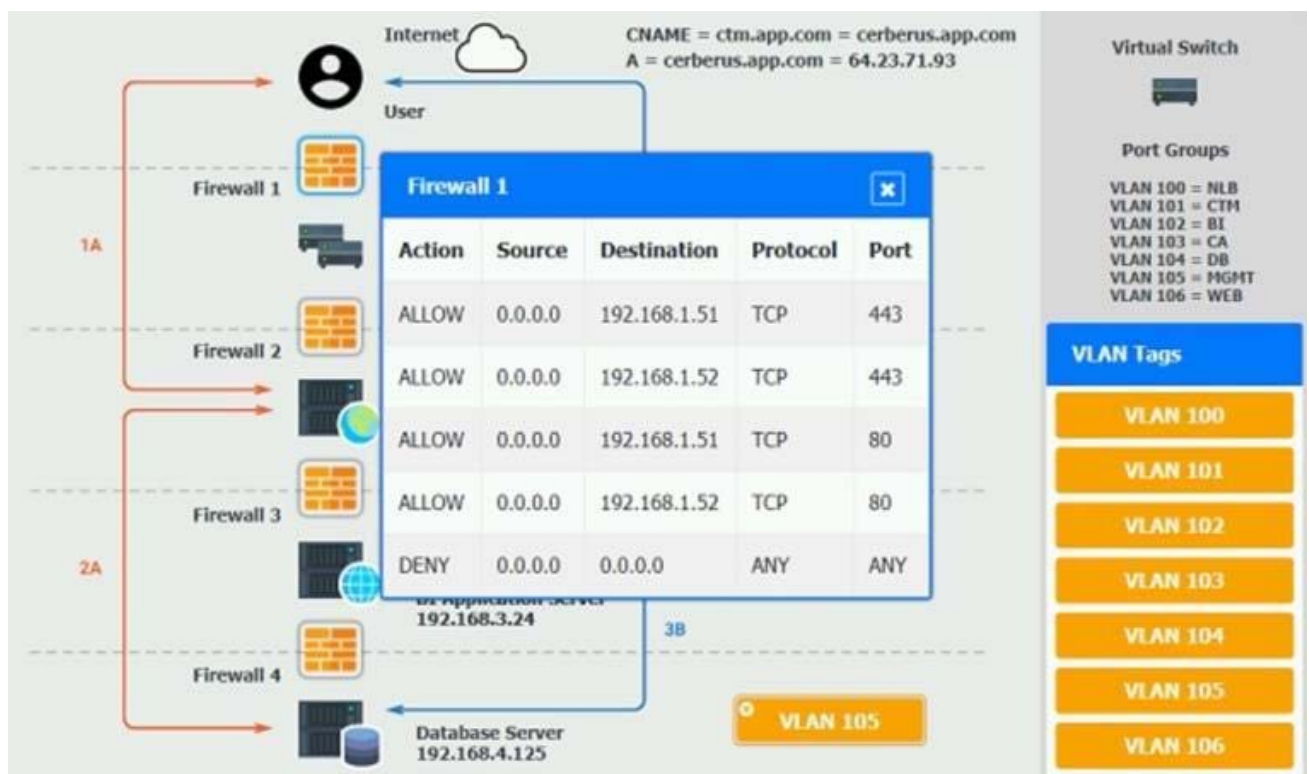 Internet
CNAME = ctm.app.com = cerberus.app.com
A = cerberus.app.com = 64.23.71.93
User
Firewall 1
1A
Firewall 2
Firewall 3
2A
Firewall 4
Firewall 1
Action Source Destination Protocol Port
ALLOW 0.0.0.0 192.168.1.51 TCP 443
ALLOW 0.0.0.0 192.168.1.52 TCP 443
ALLOW 0.0.0.0 192.168.1.51 TCP 80
ALLOW 0.0.0.0 192.168.1.52 TCP 80
DENY 0.0.0.0 0.0.0.0 ANY ANY
192.168.3.24
3B
Database Server
192.168.4.125
VLAN 105
Virtual Switch
Port Groups
VLAN 100 = NLB
VLAN 101 = CTM
VLAN 102 = BI
VLAN 103 = CA
VLAN 104 = DB
VLAN 105 = MGMT
VLAN 106 = WEB
VLAN Tags
VLAN 100
VLAN 101
VLAN 102
VLAN 103
VLAN 104
VLAN 105
VLAN 106